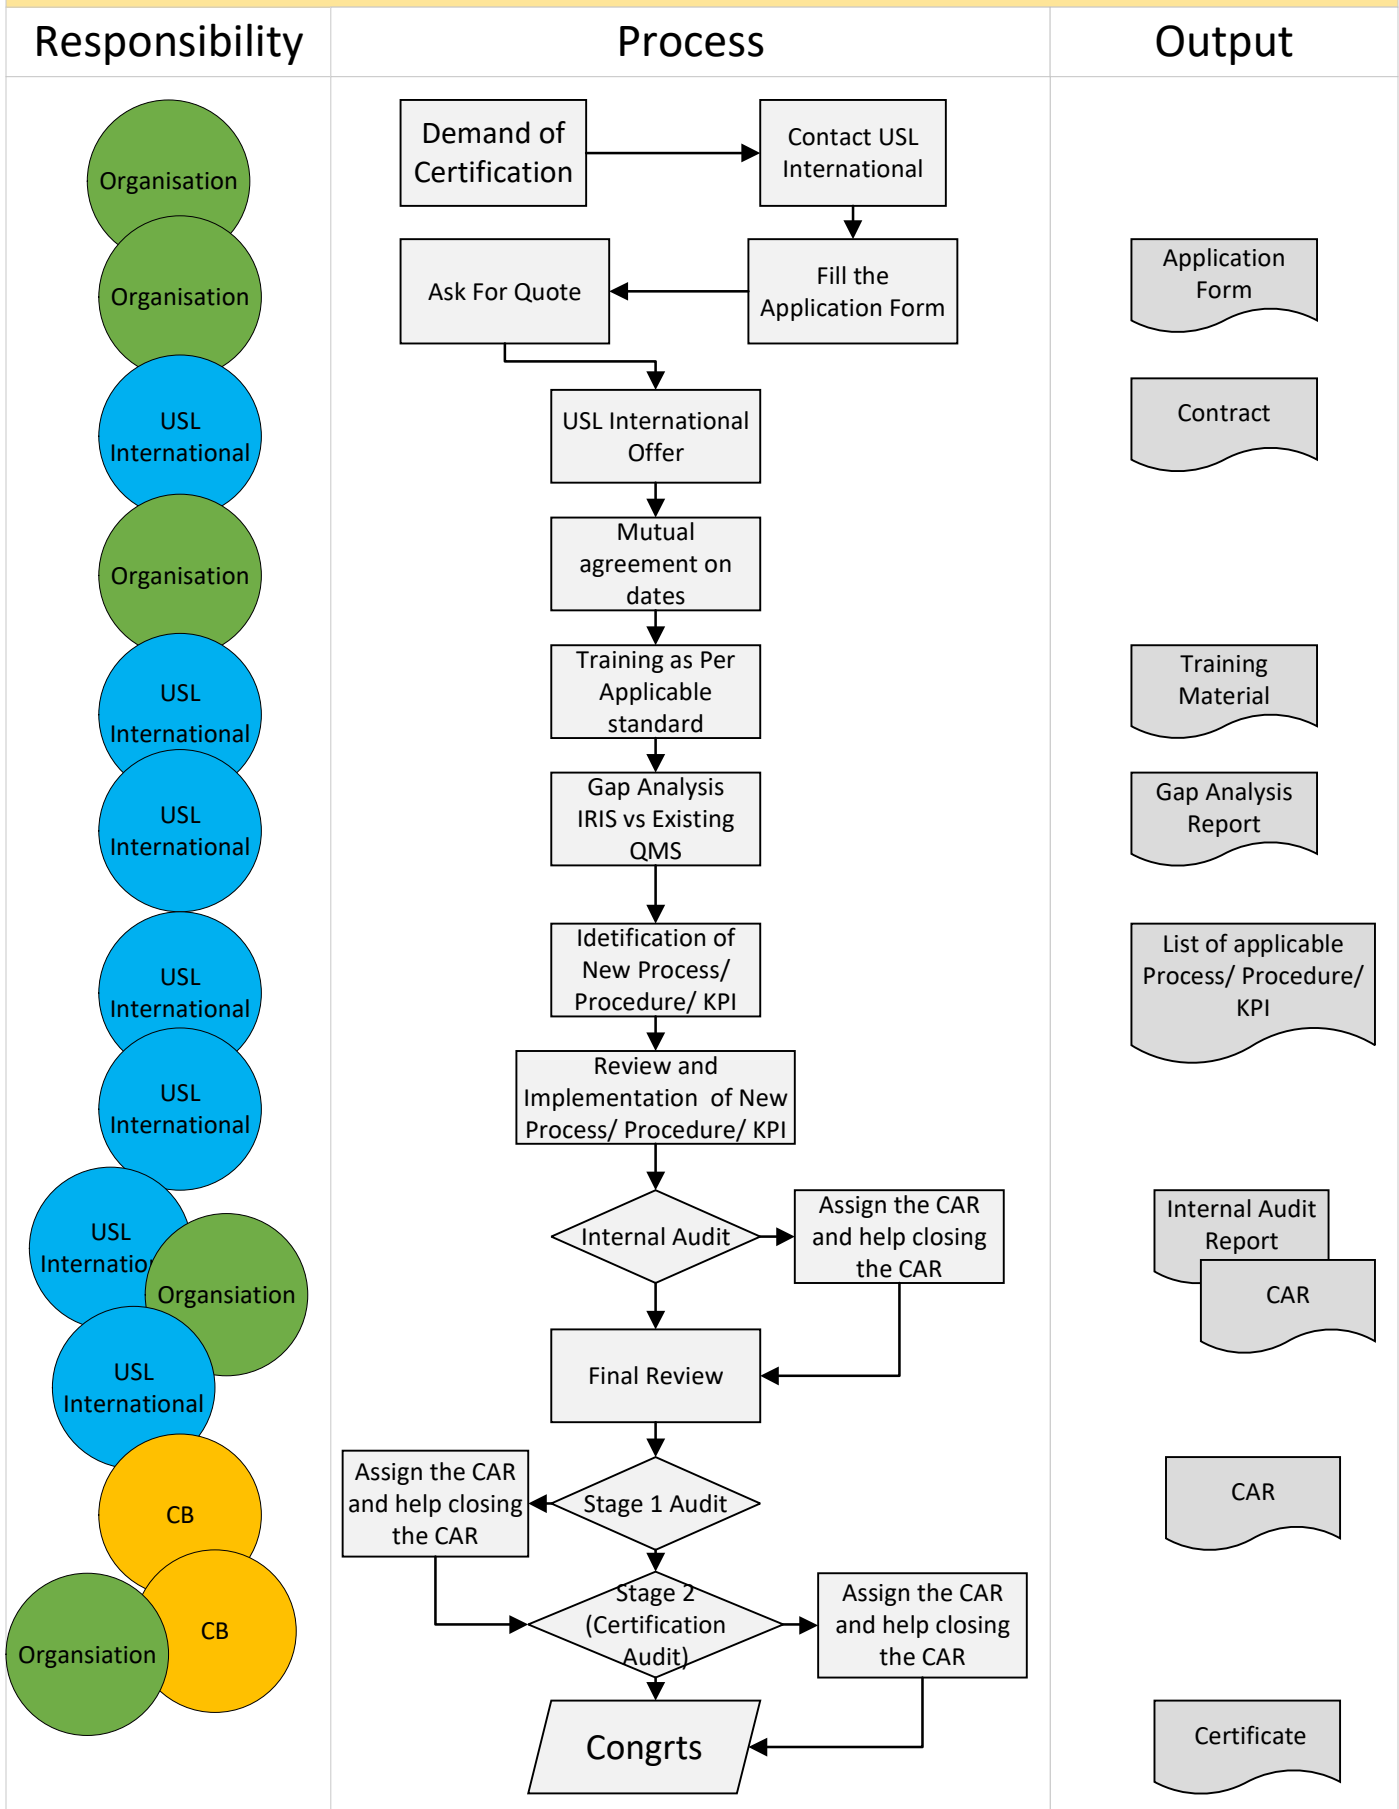 Responsibility
Process
Output
Organisation
Demand of
Certification
Contact USL
International
Organisation
Ask For Quote
Fill the
Application Form
Application
Form
USL
International
USL International
Offer
Contract
Organisation
Mutual
agreement on
dates
USL
International
Training as Per
Applicable
standard
Training
Material
USL
International
Gap Analysis
IRIS vs Existing
QMS
Gap Analysis
Report
USL
International
Idetification of
New Process/
Procedure/ KPI
List of applicable
Process/ Procedure/
KPI
USL
International
Review and
Implementation  of New
Process/ Procedure/ KPI
USL
Internatio
Organsiation
Internal Audit
Assign the CAR
and help closing
the CAR
Internal Audit
Report
CAR
USL
International
Final Review
CB
Assign the CAR
and help closing
the CAR
Stage 1 Audit
CAR
CB
Organsiation
Stage 2
(Certification
Audit)
Assign the CAR
and help closing
the CAR
Congrts
Certificate